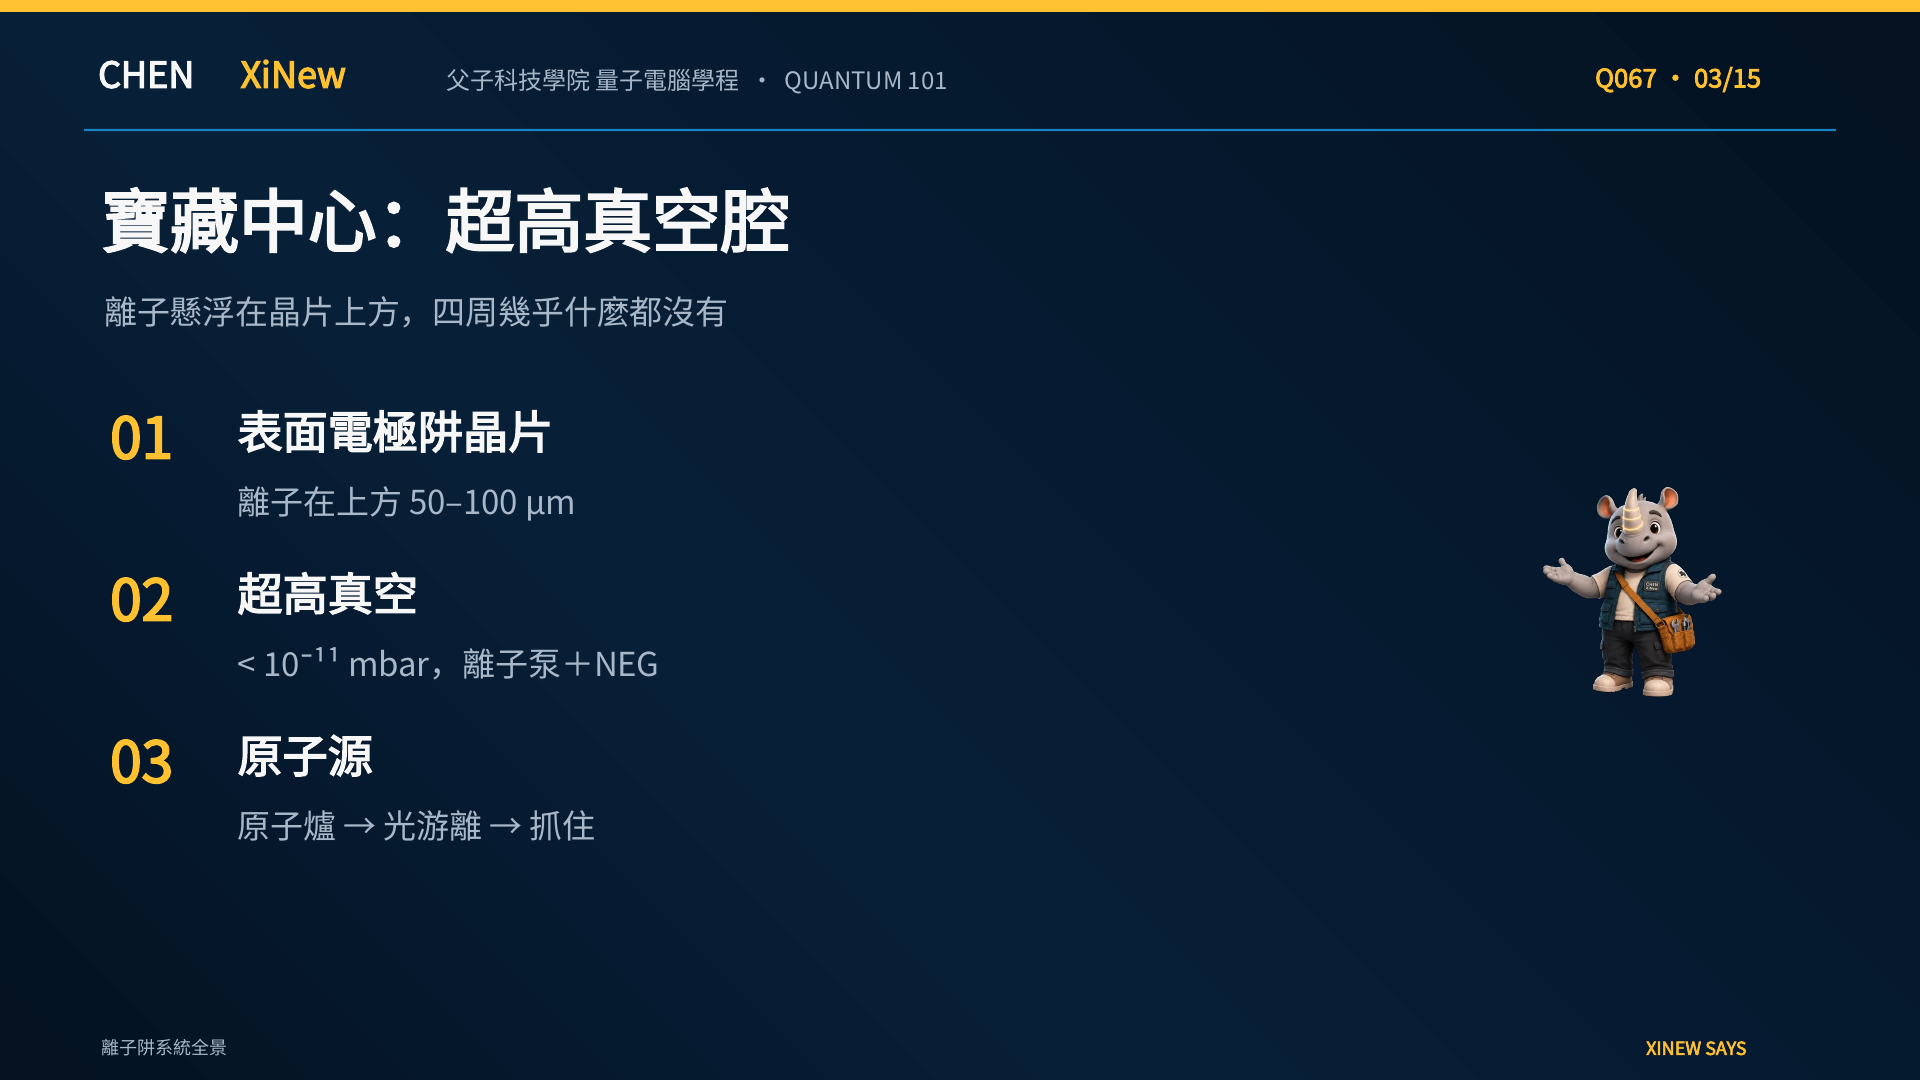 CHEN XiNew 父子科技學院 量子電腦學程 · QUANTUM 101 Q067 · 03/15
寶藏中心：超高真空腔
離子懸浮在晶片上方，四周幾乎什麼都沒有
01 表面電極阱晶片
離子在上方 50–100 μm
02 超高真空
< 10⁻¹¹ mbar，離子泵＋NEG
03 原子源
原子爐 → 光游離 → 抓住
離子阱系統全景
XINEW SAYS